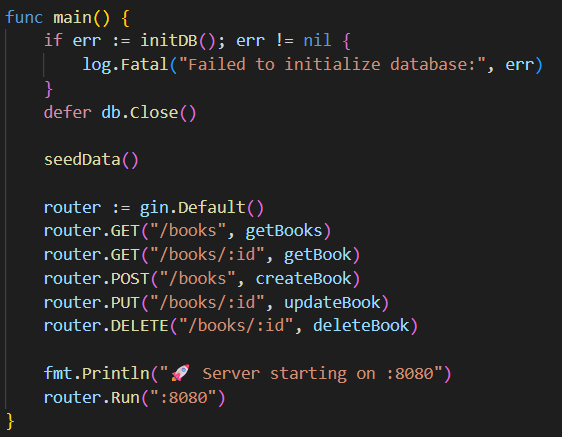 func main() {
    if err := initDB(); err != nil {
        log.Fatal("Failed to initialize database:", err)
    }
    defer db.Close()

    seedData()

    router := gin.Default()
    router.GET("/books", getBooks)
    router.GET("/books/:id", getBook)
    router.POST("/books", createBook)
    router.PUT("/books/:id", updateBook)
    router.DELETE("/books/:id", deleteBook)

    fmt.Println("🚀 Server starting on :8080")
    router.Run(":8080")
}